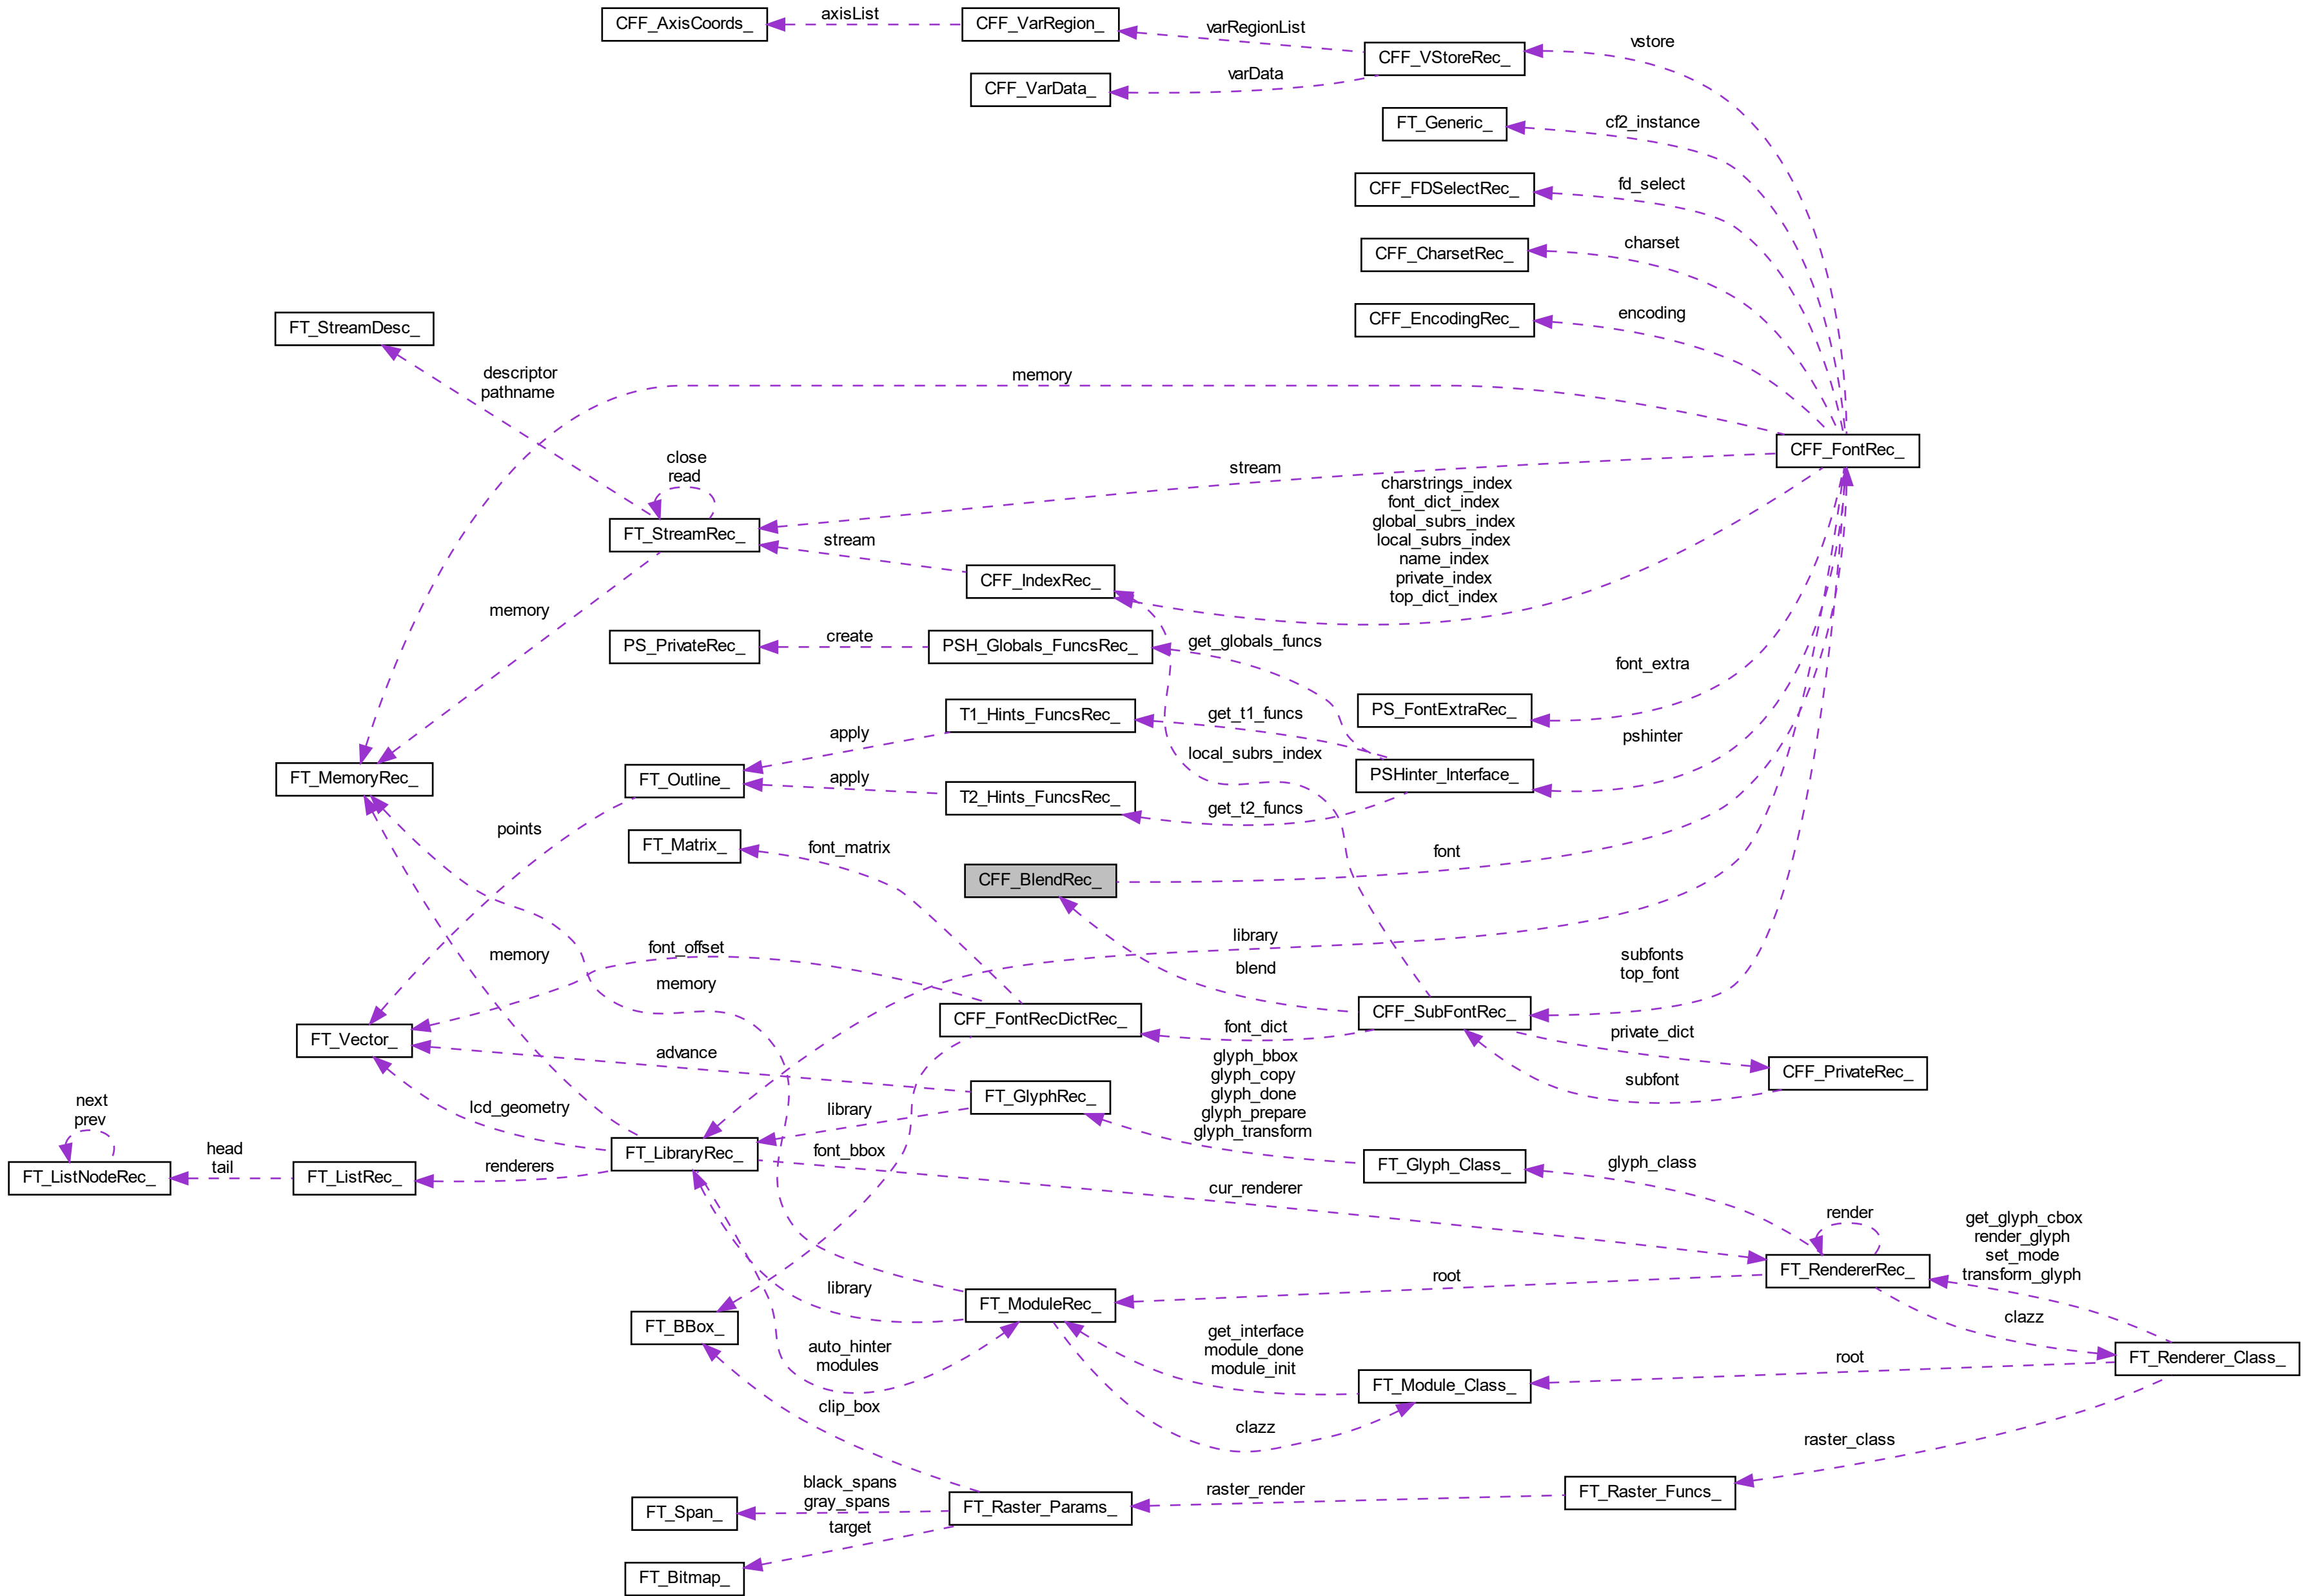 CFF_AxisCoords_
axisList
CFF_VarRegion_
varRegionList
CFF_VStoreRec_
vstore
varData
CFF_VarData_
FT_Generic_
cf2_instance
CFF_FDSelectRec_
fd_select
CFF_CharsetRec_
charset
CFF_EncodingRec_
encoding
FT_StreamDesc_
descriptor
pathname
memory
CFF_FontRec_
close
read
stream
FT_StreamRec_
charstrings_index
font_dict_index
global_subrs_index
local_subrs_index
name_index
private_index
top_dict_index
stream
CFF_IndexRec_
memory
PS_PrivateRec_
create
PSH_Globals_FuncsRec_
get_globals_funcs
font_extra
PS_FontExtraRec_
T1_Hints_FuncsRec_
get_t1_funcs
apply
pshinter
local_subrs_index
FT_MemoryRec_
FT_Outline_
apply
T2_Hints_FuncsRec_
PSHinter_Interface_
get_t2_funcs
points
FT_Matrix_
font_matrix
CFF_BlendRec_
font
memory
font_offset
memory
library
blend
subfonts
top_font
FT_Vector_
CFF_FontRecDictRec_
font_dict
CFF_SubFontRec_
private_dict
CFF_PrivateRec_
subfont
advance
FT_GlyphRec_
glyph_bbox
glyph_copy
glyph_done
glyph_prepare
glyph_transform
next
prev
lcd_geometry
library
FT_ListNodeRec_
head
tail
FT_ListRec_
renderers
FT_LibraryRec_
font_bbox
FT_Glyph_Class_
glyph_class
cur_renderer
render
get_glyph_cbox
render_glyph
set_mode
transform_glyph
FT_RendererRec_
root
library
FT_ModuleRec_
FT_BBox_
auto_hinter
modules
get_interface
module_done
module_init
clazz
FT_Renderer_Class_
root
FT_Module_Class_
clip_box
clazz
raster_class
black_spans
gray_spans
FT_Span_
FT_Raster_Params_
raster_render
FT_Raster_Funcs_
target
FT_Bitmap_